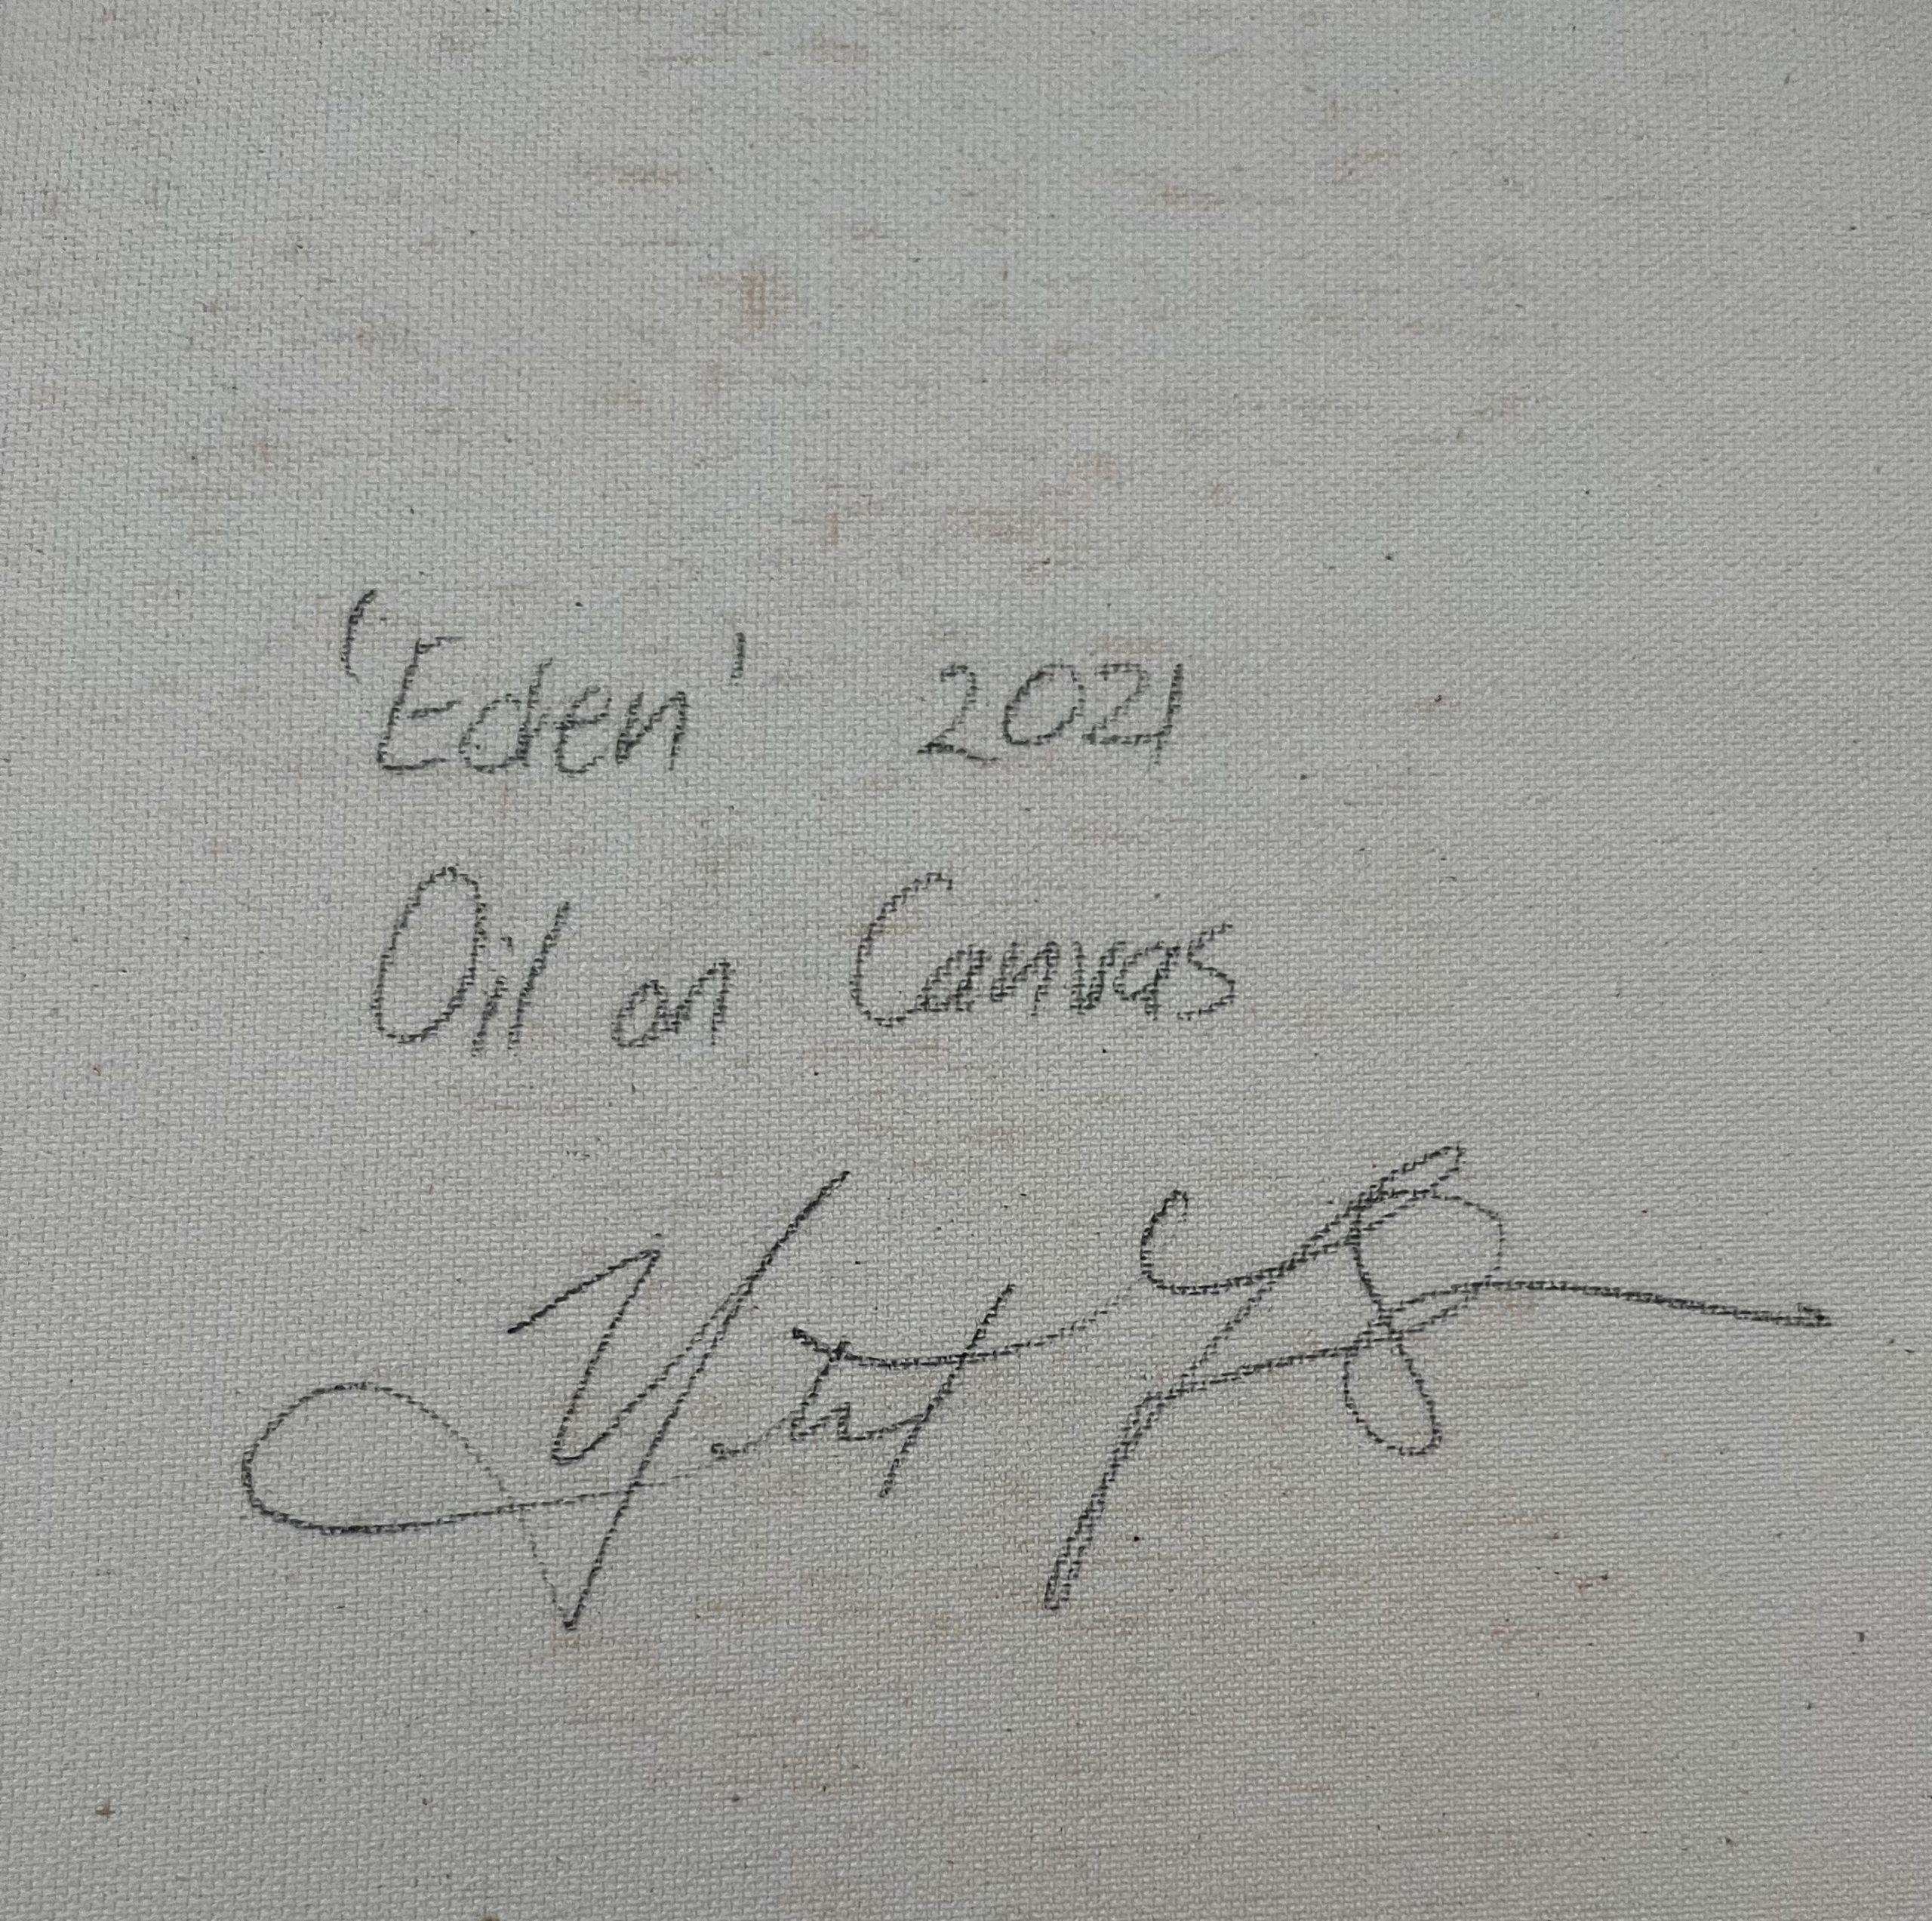 'Eden' 2021
Oil on Canvas